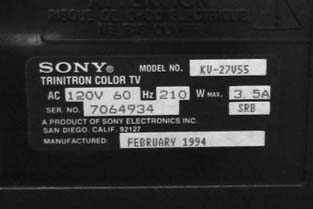 SONY
TRINITRON COLOR TV
MODEL NO. KV-27V55
AC 120V 60 Hz 210 W MAX. 3.5A
SER. NO. 7064934 SRB
A PRODUCT OF SONY ELECTRONICS INC.
SAN DIEGO, CALIF. 92127
MANUFACTURED: FEBRUARY 1994